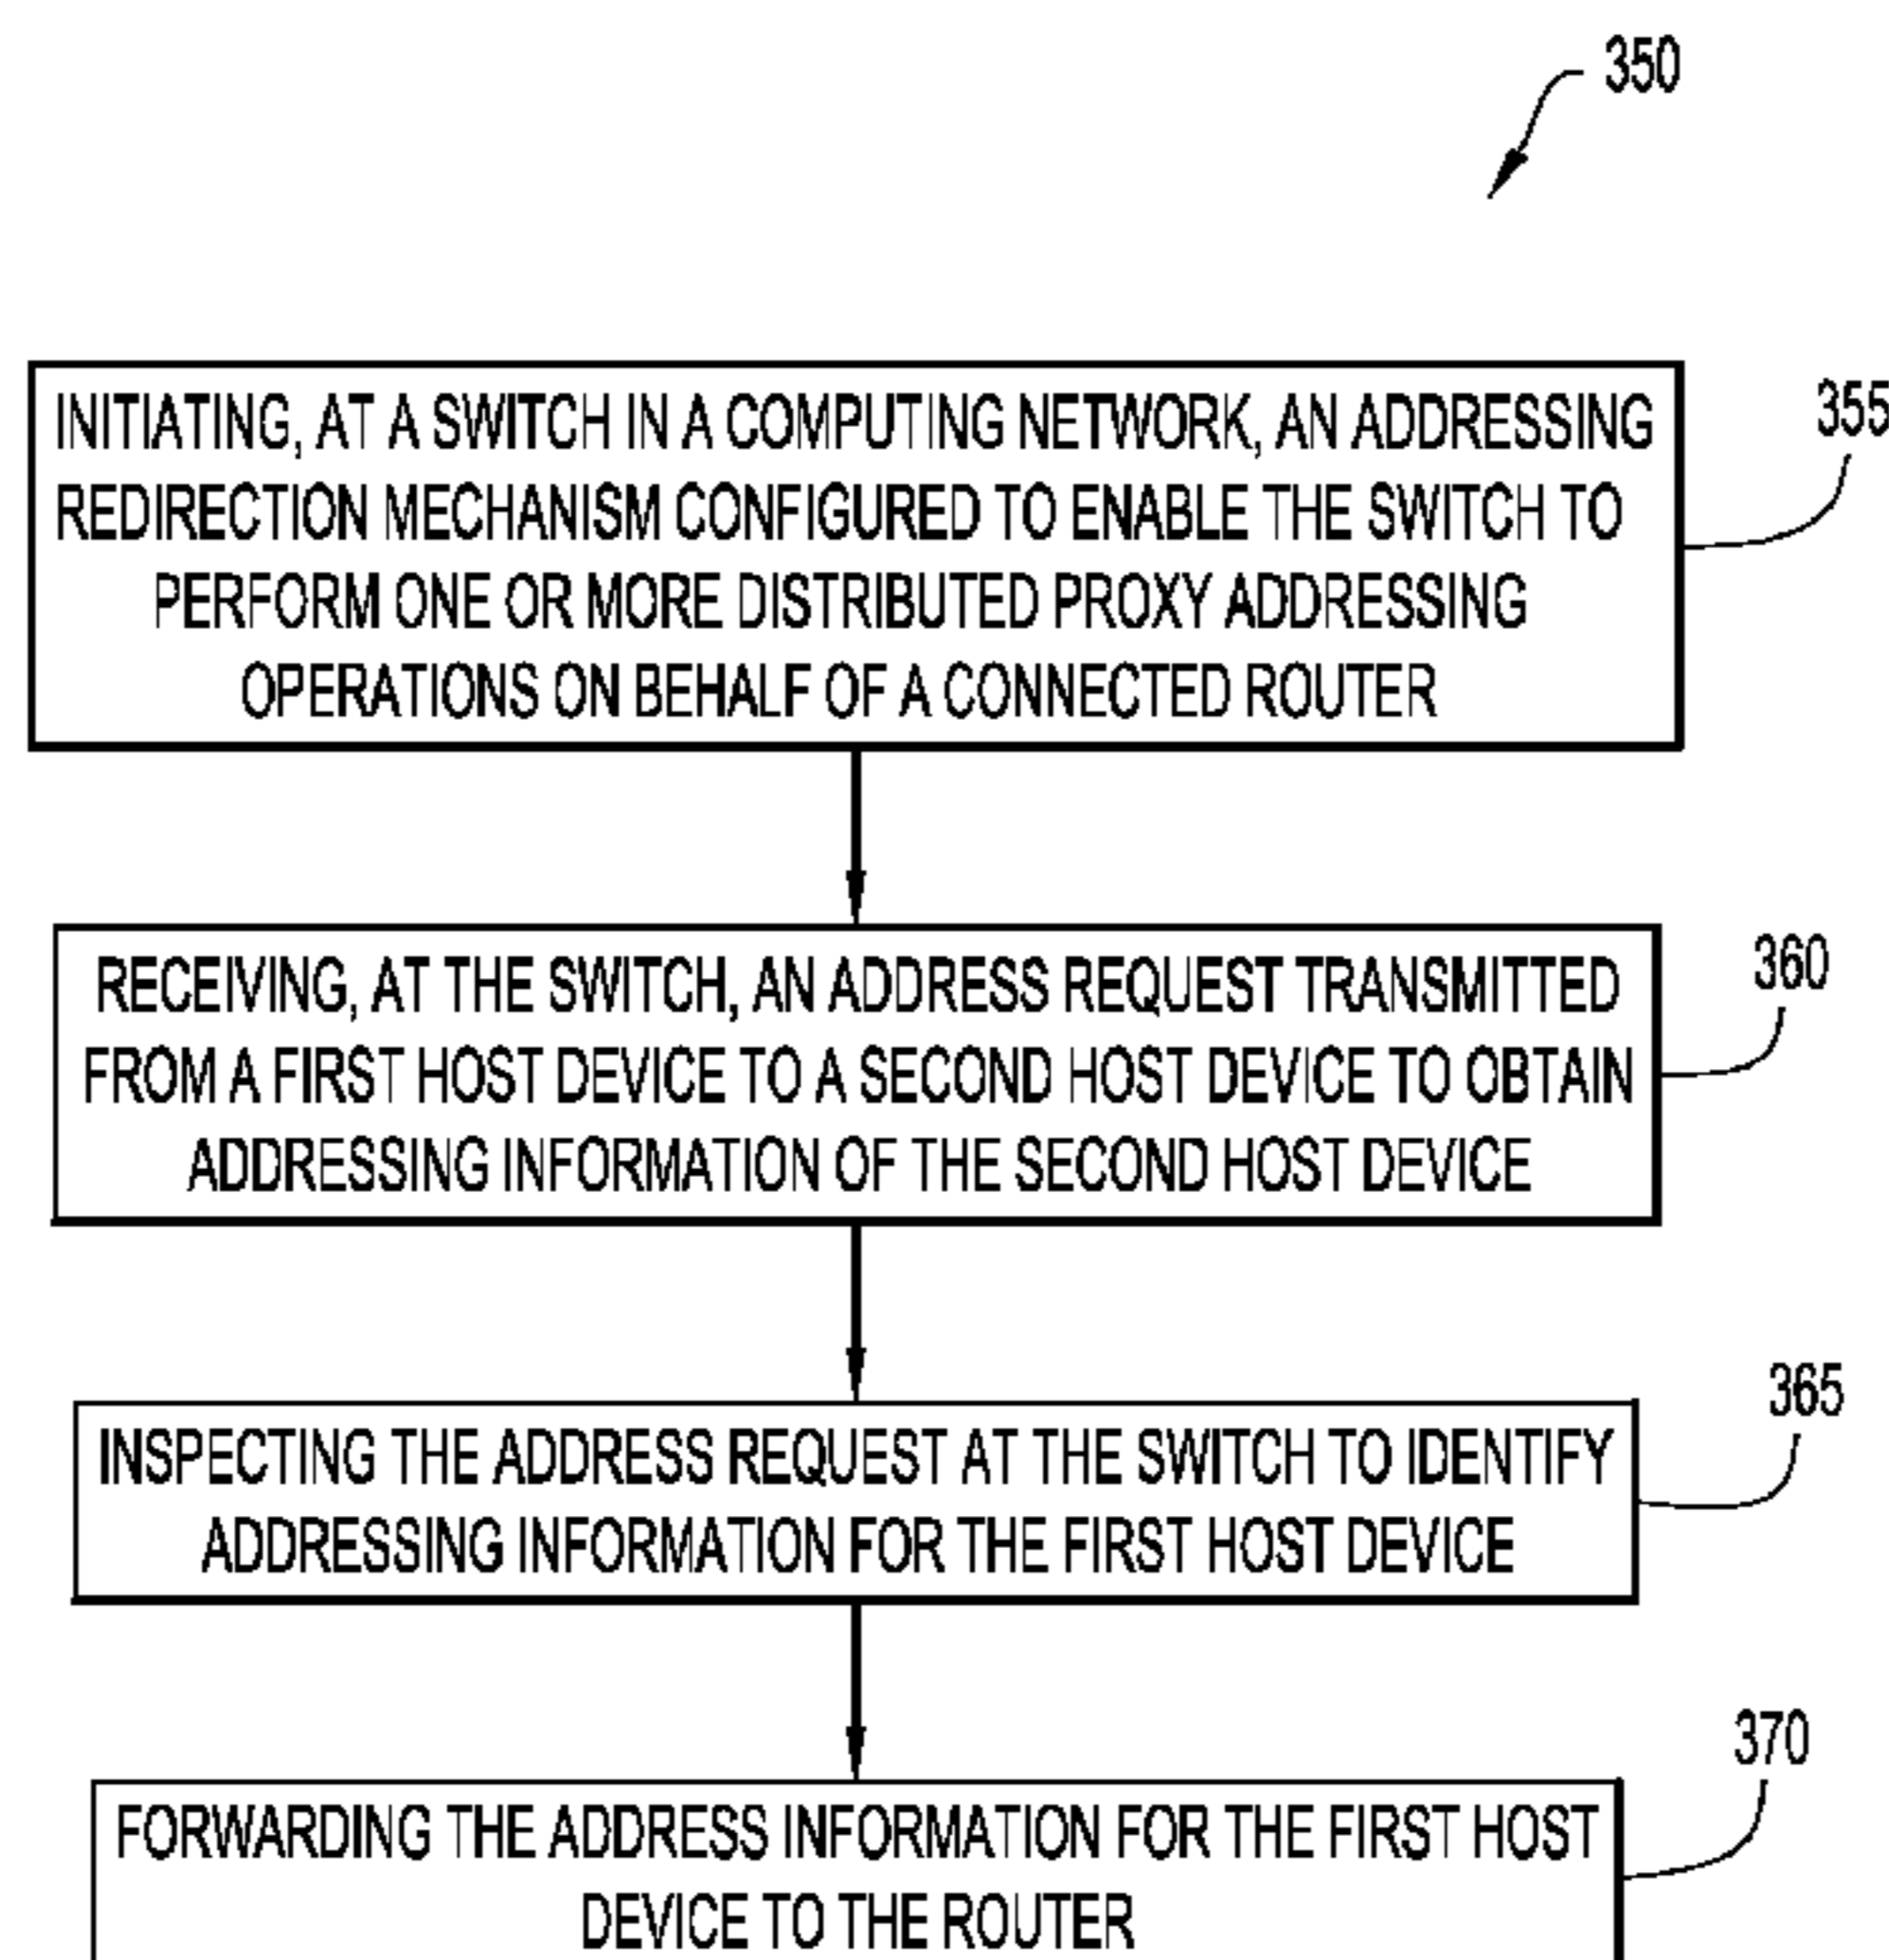 350
INITIATING, AT A SWITCH IN A COMPUTING NETWORK, AN ADDRESSING
REDIRECTION MECHANISM CONFIGURED TO ENABLE THE SWITCH TO
PERFORM ONE OR MORE DISTRIBUTED PROXY ADDRESSING
OPERATIONS ON BEHALF OF A CONNECTED ROUTER
355
RECEIVING, AT THE SWITCH, AN ADDRESS REQUEST TRANSMITTED
FROM A FIRST HOST DEVICE TO A SECOND HOST DEVICE TO OBTAIN
ADDRESSING INFORMATION OF THE SECOND HOST DEVICE
360
INSPECTING THE ADDRESS REQUEST AT THE SWITCH TO IDENTIFY
ADDRESSING INFORMATION FOR THE FIRST HOST DEVICE
365
FORWARDING THE ADDRESS INFORMATION FOR THE FIRST HOST
DEVICE TO THE ROUTER
370